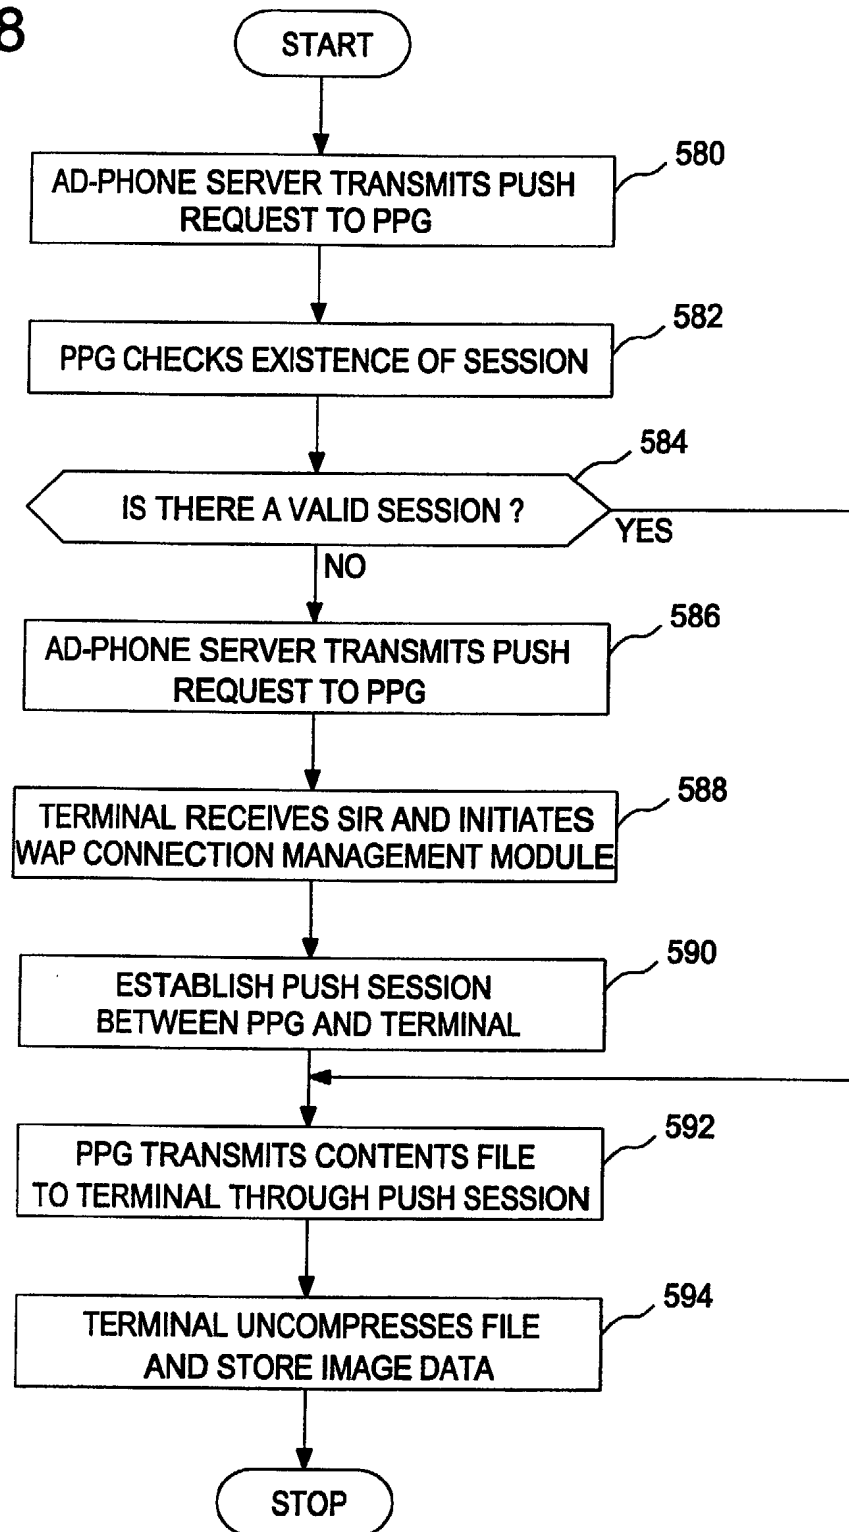 8
START
580
AD-PHONE SERVER TRANSMITS PUSH
REQUEST TO PPG
582
PPG CHECKS EXISTENCE OF SESSION
584
IS THERE A VALID SESSION ?
YES
NO
586
AD-PHONE SERVER TRANSMITS PUSH
REQUEST TO PPG
588
TERMINAL RECEIVES SIR AND INITIATES
WAP CONNECTION MANAGEMENT MODULE
590
ESTABLISH PUSH SESSION
BETWEEN PPG AND TERMINAL
592
PPG TRANSMITS CONTENTS FILE
TO TERMINAL THROUGH PUSH SESSION
594
TERMINAL UNCOMPRESSES FILE
AND STORE IMAGE DATA
STOP